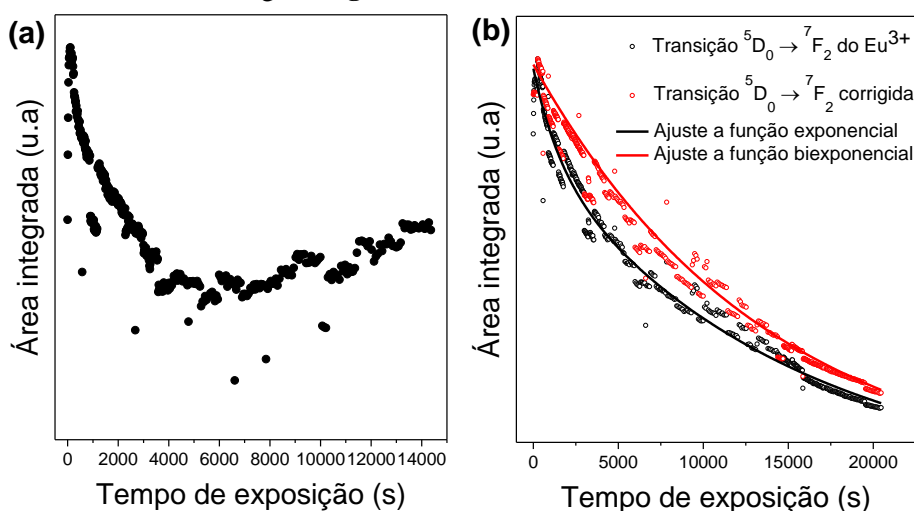 (a)
Área integrada (u.a)
0 2000 4000 6000 8000 10000 12000 14000
Tempo de exposição (s)
(b)
Transição ⁵D₀ → ⁷F₂ do Eu³⁺
Transição ⁵D₀ → ⁷F₂ corrigida
Ajuste a função exponencial
Ajuste a função biexponencial
Área integrada (u.a)
0 5000 10000 15000 20000
Tempo de exposição (s)